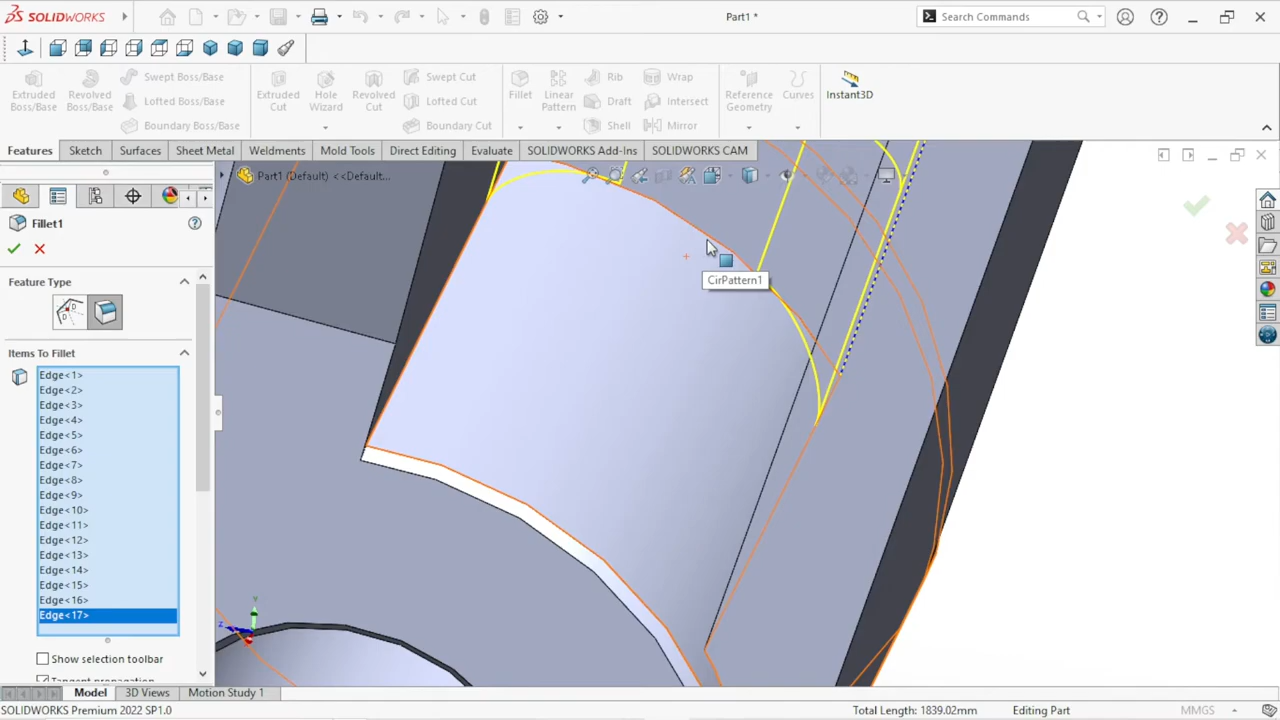 SOLIDWORKS
Part1 *
Search Commands
Extruded Boss/Base
Revolved Boss/Base
Swept Boss/Base
Lofted Boss/Base
Boundary Boss/Base
Extruded Cut
Hole Wizard
Revolved Cut
Swept Cut
Lofted Cut
Boundary Cut
Fillet
Linear Pattern
Rib
Draft
Shell
Wrap
Intersect
Mirror
Reference Geometry
Curves
Instant3D
Features
Sketch
Surfaces
Sheet Metal
Weldments
Mold Tools
Direct Editing
Evaluate
SOLIDWORKS Add-Ins
SOLIDWORKS CAM
Part1 (Default) <<Default...
Fillet1
Feature Type
Items To Fillet
Edge<1>
Edge<2>
Edge<3>
Edge<4>
Edge<5>
Edge<6>
Edge<7>
Edge<8>
Edge<9>
Edge<10>
Edge<11>
Edge<12>
Edge<13>
Edge<14>
Edge<15>
Edge<16>
Edge<17>
Show selection toolbar
Tangent propagation
CirPattern1
Y
Z
Model
3D Views
Motion Study 1
SOLIDWORKS Premium 2022 SP1.0
Total Length: 1839.02mm
Editing Part
MMGS